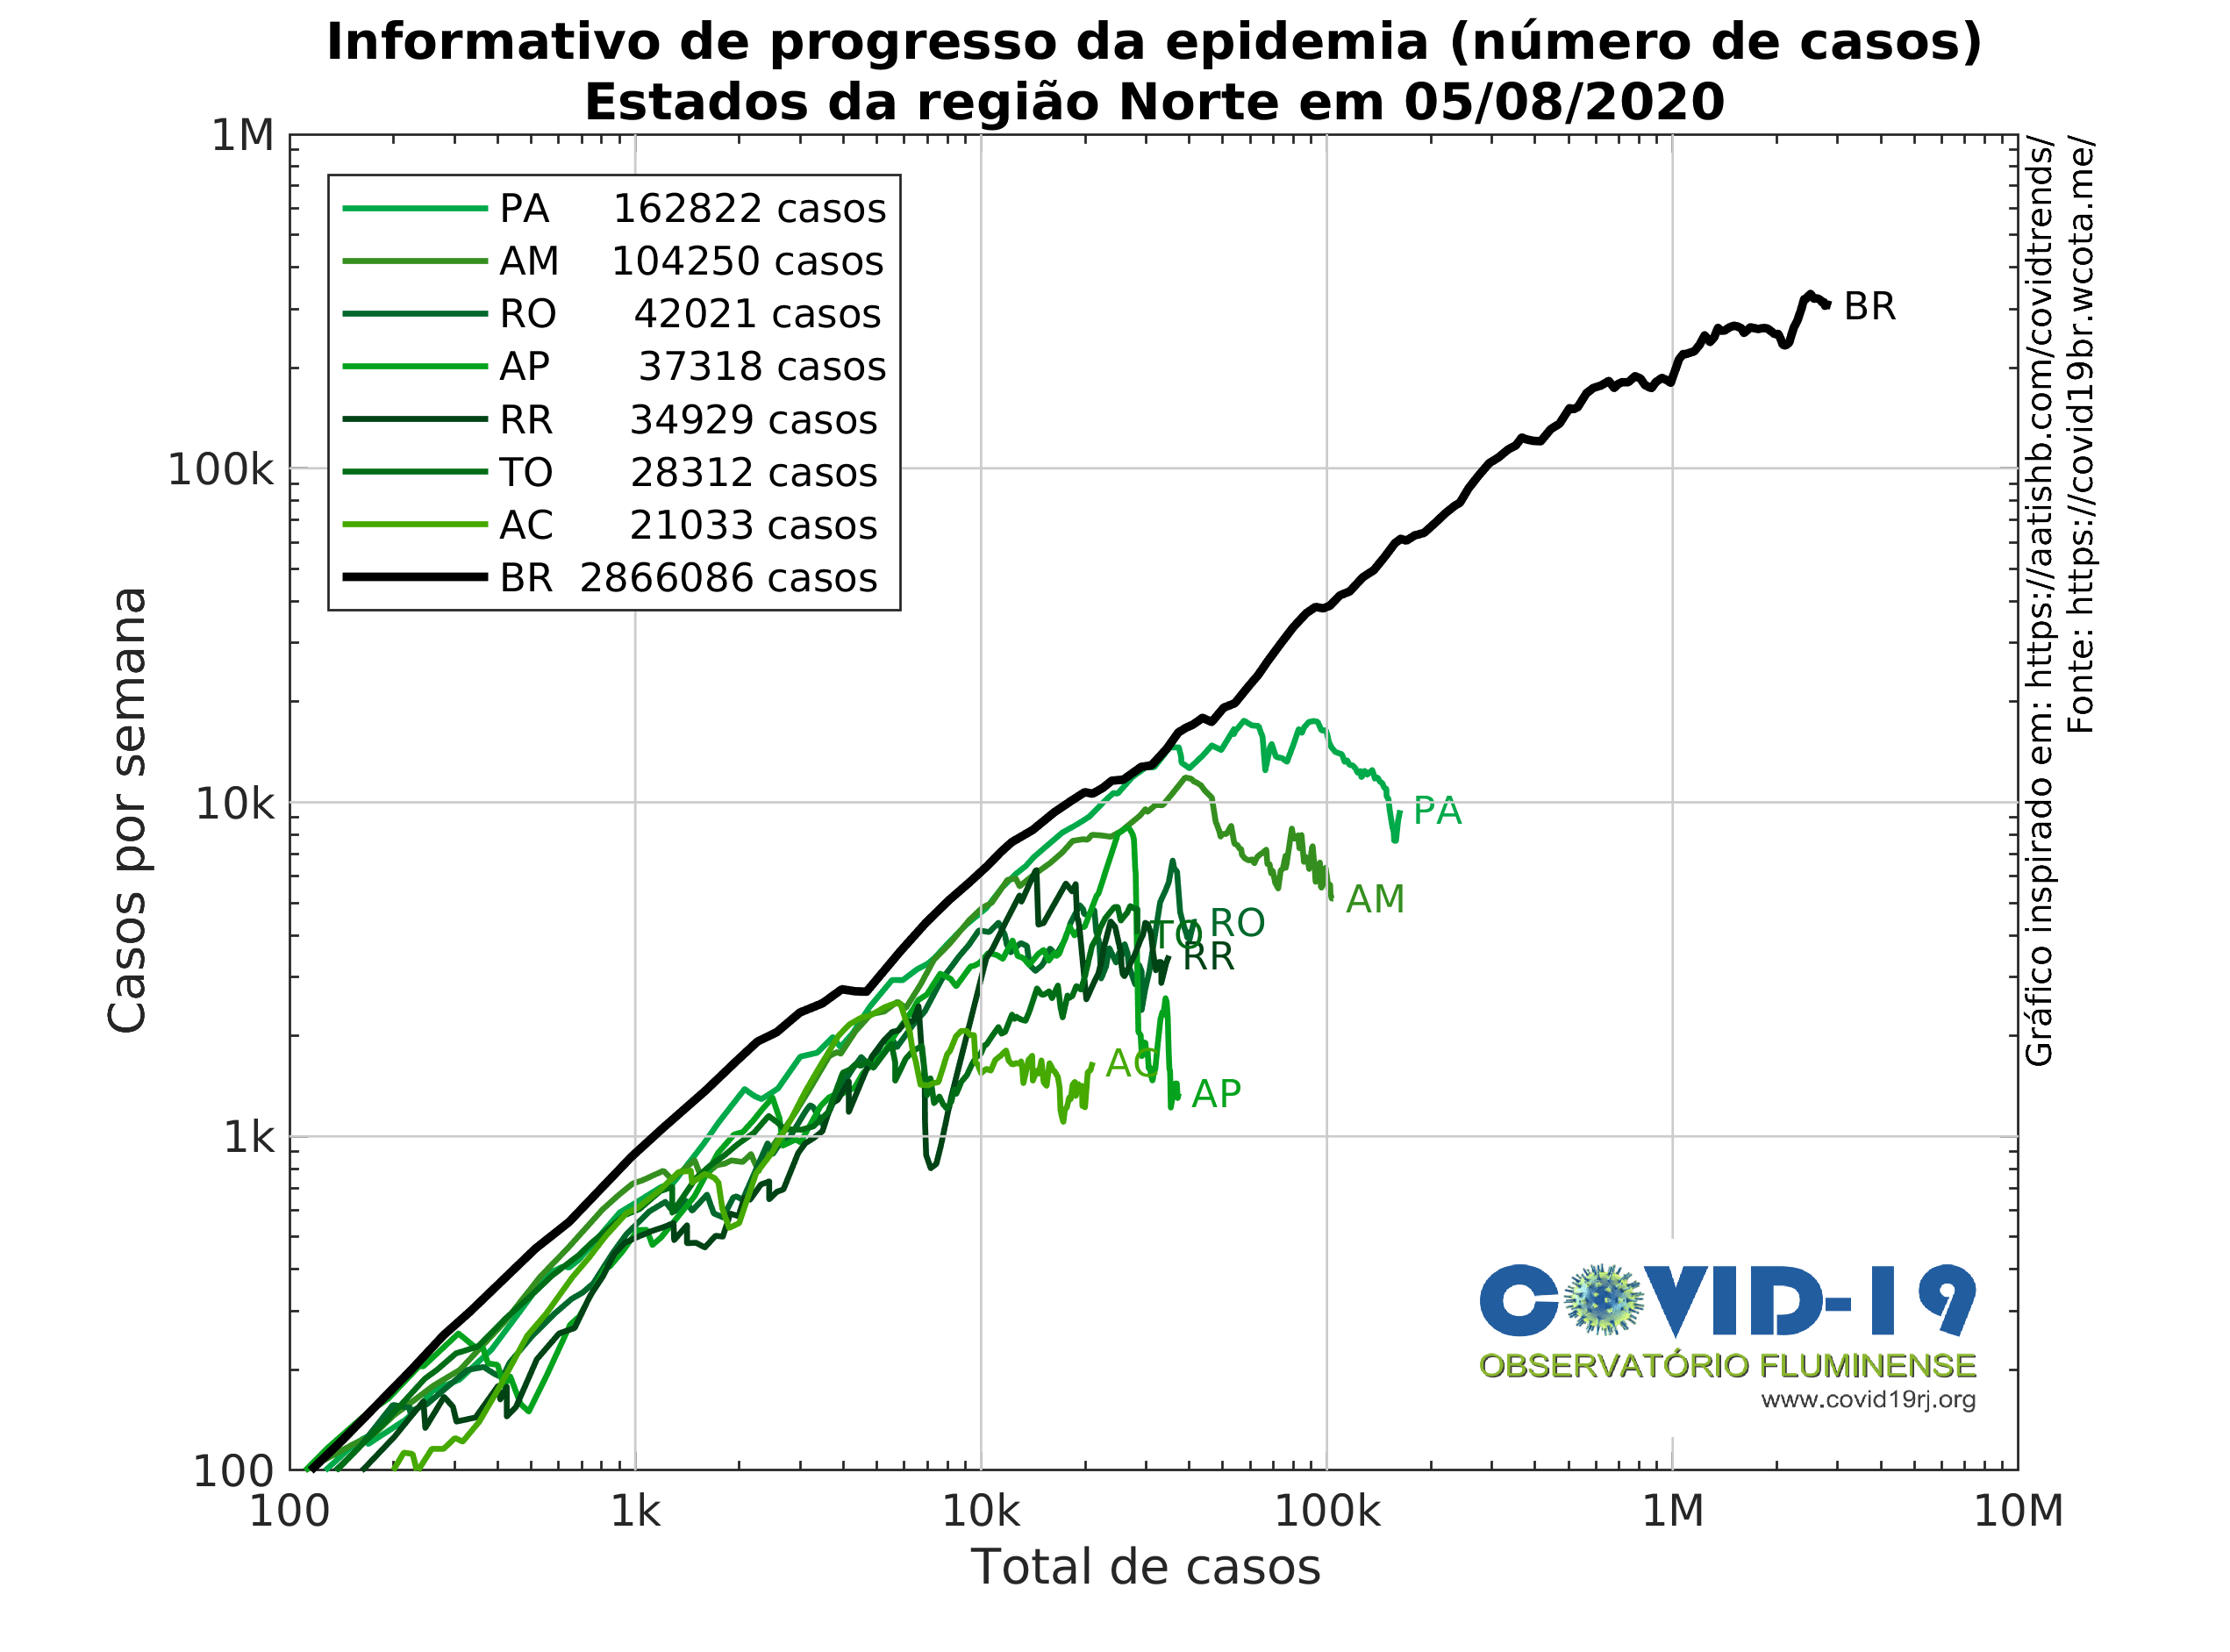 Informativo de progresso da epidemia (número de casos)
Estados da região Norte em 05/08/2020
1M
100k
10k
1k
100
Casos por semana
PA 162822 casos
AM 104250 casos
RO 42021 casos
AP 37318 casos
RR 34929 casos
TO 28312 casos
AC 21033 casos
BR 2866086 casos
BR
PA
AM
RO
TO
RR
AC
AP
100
1k
10k
100k
1M
10M
Total de casos
Gráfico inspirado em: https://aatishb.com/covidtrends/
Fonte: https://covid19br.wcota.me/
COVID-19
OBSERVATÓRIO FLUMINENSE
www.covid19rj.org